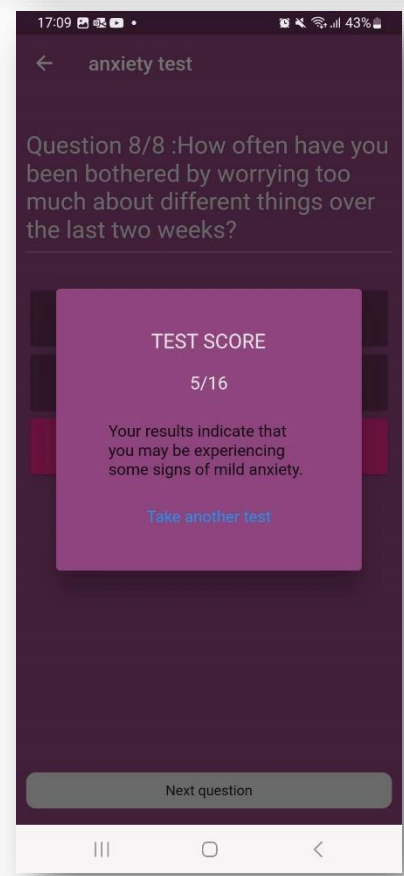 17:09
43%
anxiety test
Question 8/8 :How often have you
been bothered by worrying too
much about different things over
the last two weeks?
TEST SCORE
5/16
Your results indicate that
you may be experiencing
some signs of mild anxiety.
Take another test
Next question